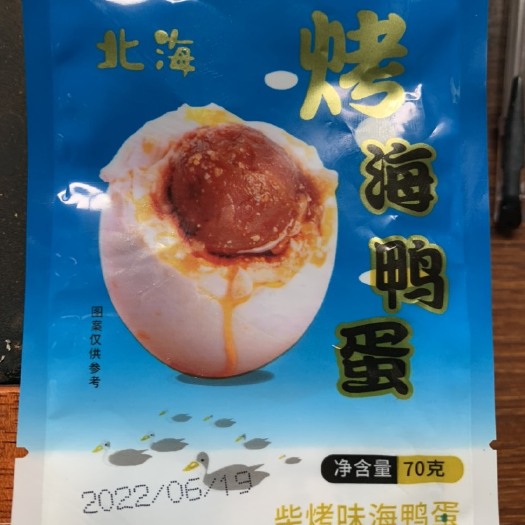 北海
烤海鸭蛋
图案仅供参考
净含量 70克
2022/06/19
柴烤味海鸭蛋